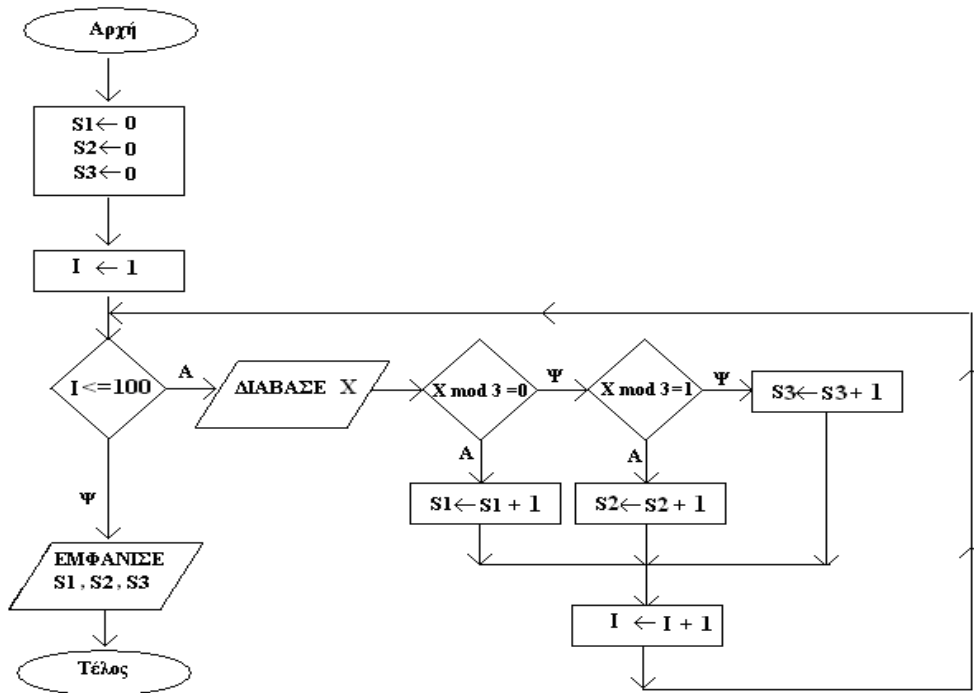 Αρχή
S1← 0
S2← 0
S3← 0
I ← 1
I <=100
Α
ΔΙΑΒΑΣΕ X
X mod 3 =0
Ψ
X mod 3=1
Ψ
S3← S3 + 1
Α
S1← S1 + 1
Α
S2← S2 + 1
Ψ
ΕΜΦΑΝΙΣΕ
S1 , S2 , S3
I ← I + 1
Τέλος